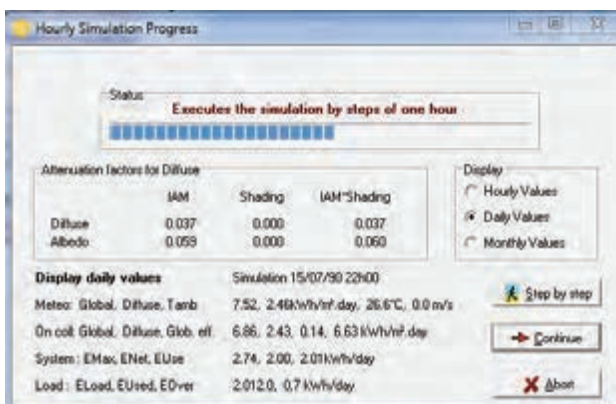 Hourly Simulation Progress
Status
Executes the simulation by steps of one hour
Attenuation factors for Diffuse
IAM Shading IAM*Shading
Diffuse 0.037 0.000 0.037
Albedo 0.059 0.000 0.060
Display
Hourly Values
Daily Values
Monthly Values
Display daily values Simulation 15/07/90 22h00
Meteo: Global, Diffuse, Tamb 7.52, 2.46kWh/m².day, 26.6°C, 0.0 m/s
On coll: Global, Diffuse, Glob. eff. 6.86, 2.43, 0.14, 6.63 kWh/m².day
System: EMax, ENet, EUse 2.74, 2.00, 2.01kWh/day
Load: ELoad, EUsed, EOver 2.012.0, 0.7 kWh/day
Step by step
Continue
Abort